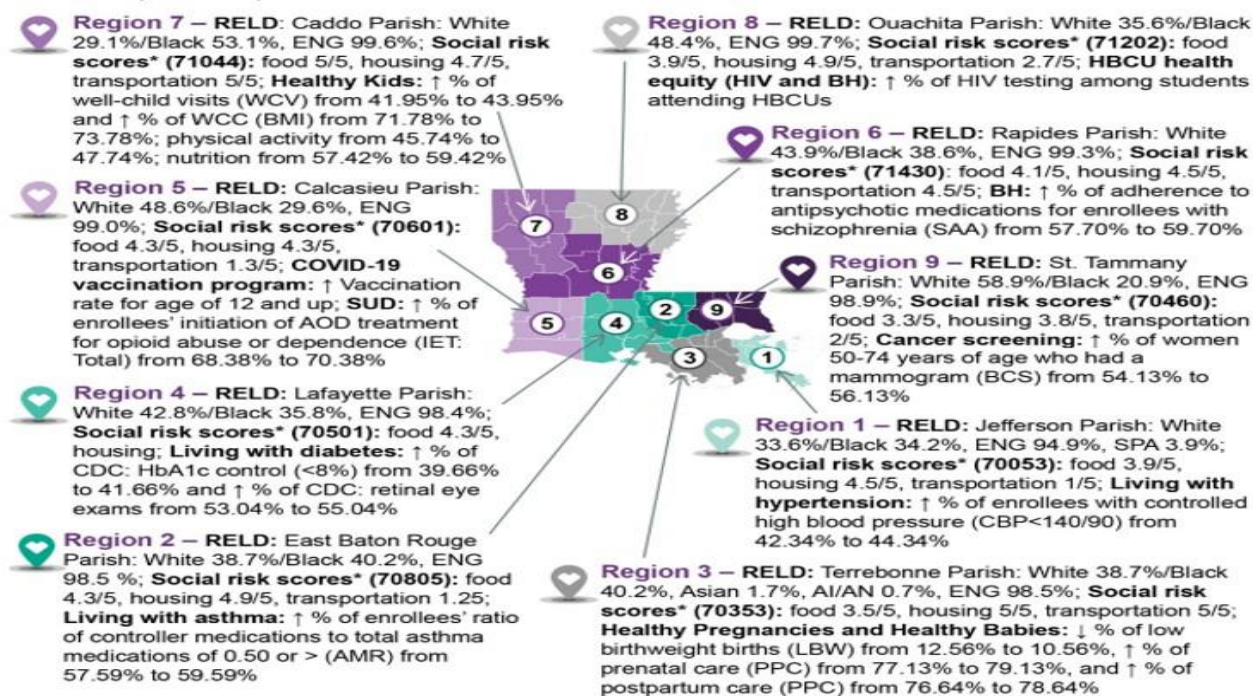 Region 7 – RELD: Caddo Parish: White
29.1%/Black 53.1%, ENG 99.6%; Social risk
scores* (71044): food 5/5, housing 4.7/5,
transportation 5/5; Healthy Kids: ↑ % of
well-child visits (WCV) from 41.95% to 43.95%
and ↑ % of WCC (BMI) from 71.78% to
73.78%; physical activity from 45.74% to
47.74%; nutrition from 57.42% to 59.42%
Region 8 – RELD: Ouachita Parish: White 35.6%/Black
48.4%, ENG 99.7%; Social risk scores* (71202): food
3.9/5, housing 4.9/5, transportation 2.7/5; HBCU health
equity (HIV and BH): ↑ % of HIV testing among students
attending HBCUs
Region 6 – RELD: Rapides Parish: White
43.9%/Black 38.6%, ENG 99.3%; Social risk
scores* (71430): food 4.1/5, housing 4.5/5,
transportation 4.5/5; BH: ↑ % of adherence to
antipsychotic medications for enrollees with
schizophrenia (SAA) from 57.70% to 59.70%
Region 5 – RELD: Calcasieu Parish:
White 48.6%/Black 29.6%, ENG
99.0%; Social risk scores* (70601):
food 4.3/5, housing 4.3/5,
transportation 1.3/5; COVID-19
vaccination program: ↑ Vaccination
rate for age of 12 and up; SUD: ↑ % of
enrollees' initiation of AOD treatment
for opioid abuse or dependence (IET:
Total) from 68.38% to 70.38%
7
8
6
5
4
2
9
3
1
Region 9 – RELD: St. Tammany
Parish: White 58.9%/Black 20.9%, ENG
98.9%; Social risk scores* (70460):
food 3.3/5, housing 3.8/5, transportation
2/5; Cancer screening: ↑ % of women
50-74 years of age who had a
mammogram (BCS) from 54.13% to
56.13%
Region 4 – RELD: Lafayette Parish:
White 42.8%/Black 35.8%, ENG 98.4%;
Social risk scores* (70501): food 4.3/5,
housing; Living with diabetes: ↑ % of
CDC: HbA1c control (<8%) from 39.66%
to 41.66% and ↑ % of CDC: retinal eye
exams from 53.04% to 55.04%
Region 1 – RELD: Jefferson Parish: White
33.6%/Black 34.2%, ENG 94.9%, SPA 3.9%;
Social risk scores* (70053): food 3.9/5,
housing 4.5/5, transportation 1/5; Living with
hypertension: ↑ % of enrollees with controlled
high blood pressure (CBP<140/90) from
42.34% to 44.34%
Region 2 – RELD: East Baton Rouge
Parish: White 38.7%/Black 40.2%, ENG
98.5 %; Social risk scores* (70805): food
4.3/5, housing 4.9/5, transportation 1.25;
Living with asthma: ↑ % of enrollees' ratio
of controller medications to total asthma
medications of 0.50 or > (AMR) from
57.59% to 59.59%
Region 3 – RELD: Terrebonne Parish: White 38.7%/Black
40.2%, Asian 1.7%, AI/AN 0.7%, ENG 98.5%; Social risk
scores* (70353): food 3.5/5, housing 5/5, transportation 5/5;
Healthy Pregnancies and Healthy Babies: ↓ % of low
birthweight births (LBW) from 12.56% to 10.56%, ↑ % of
prenatal care (PPC) from 77.13% to 79.13%, and ↑ % of
postpartum care (PPC) from 76.64% to 78.64%